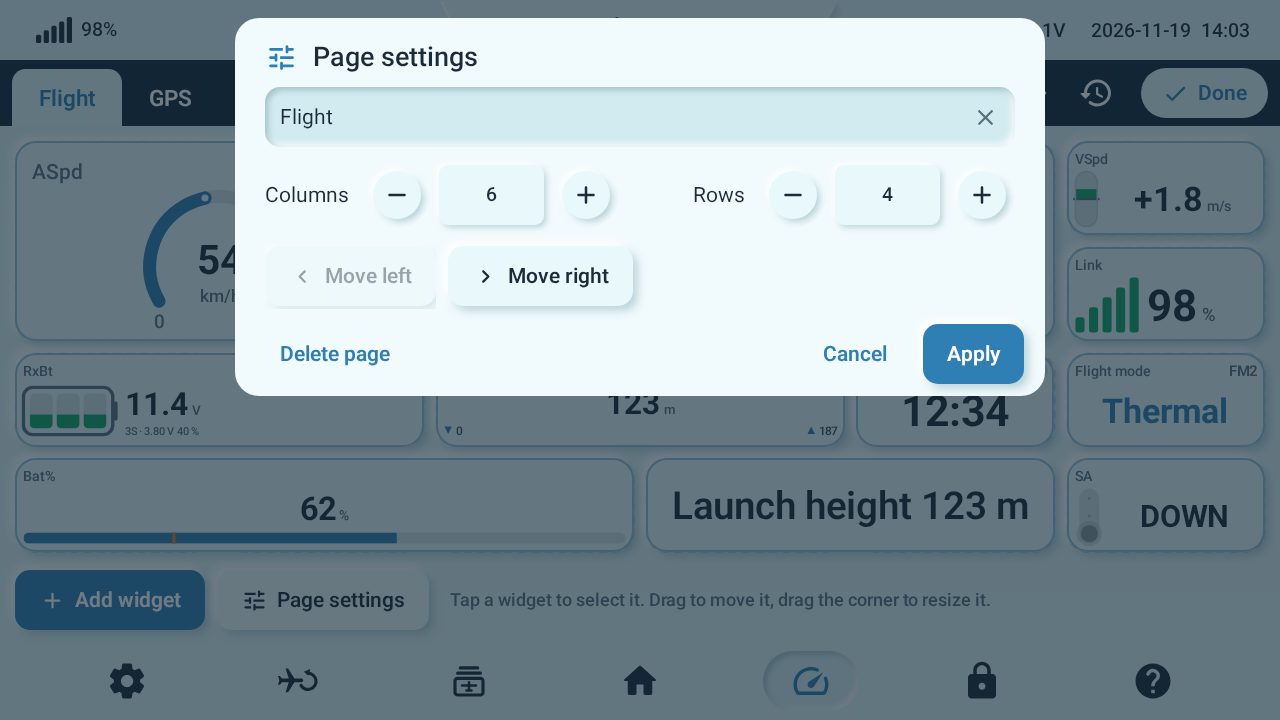 98%
1V 2026-11-19 14:03
Page settings
Flight GPS
Done
Flight
Columns 6
Rows 4
Move left
Move right
Delete page
Cancel
Apply
ASpd
54
km/h
0
VSpd
+1.8 m/s
Link
98 %
RxBt
11.4 V
3S · 3.80 V 40 %
123 m
▼ 0
▲ 187
12:34
Flight mode FM2
Thermal
Bat%
62 %
Launch height 123 m
SA
DOWN
Add widget
Page settings
Tap a widget to select it. Drag to move it, drag the corner to resize it.